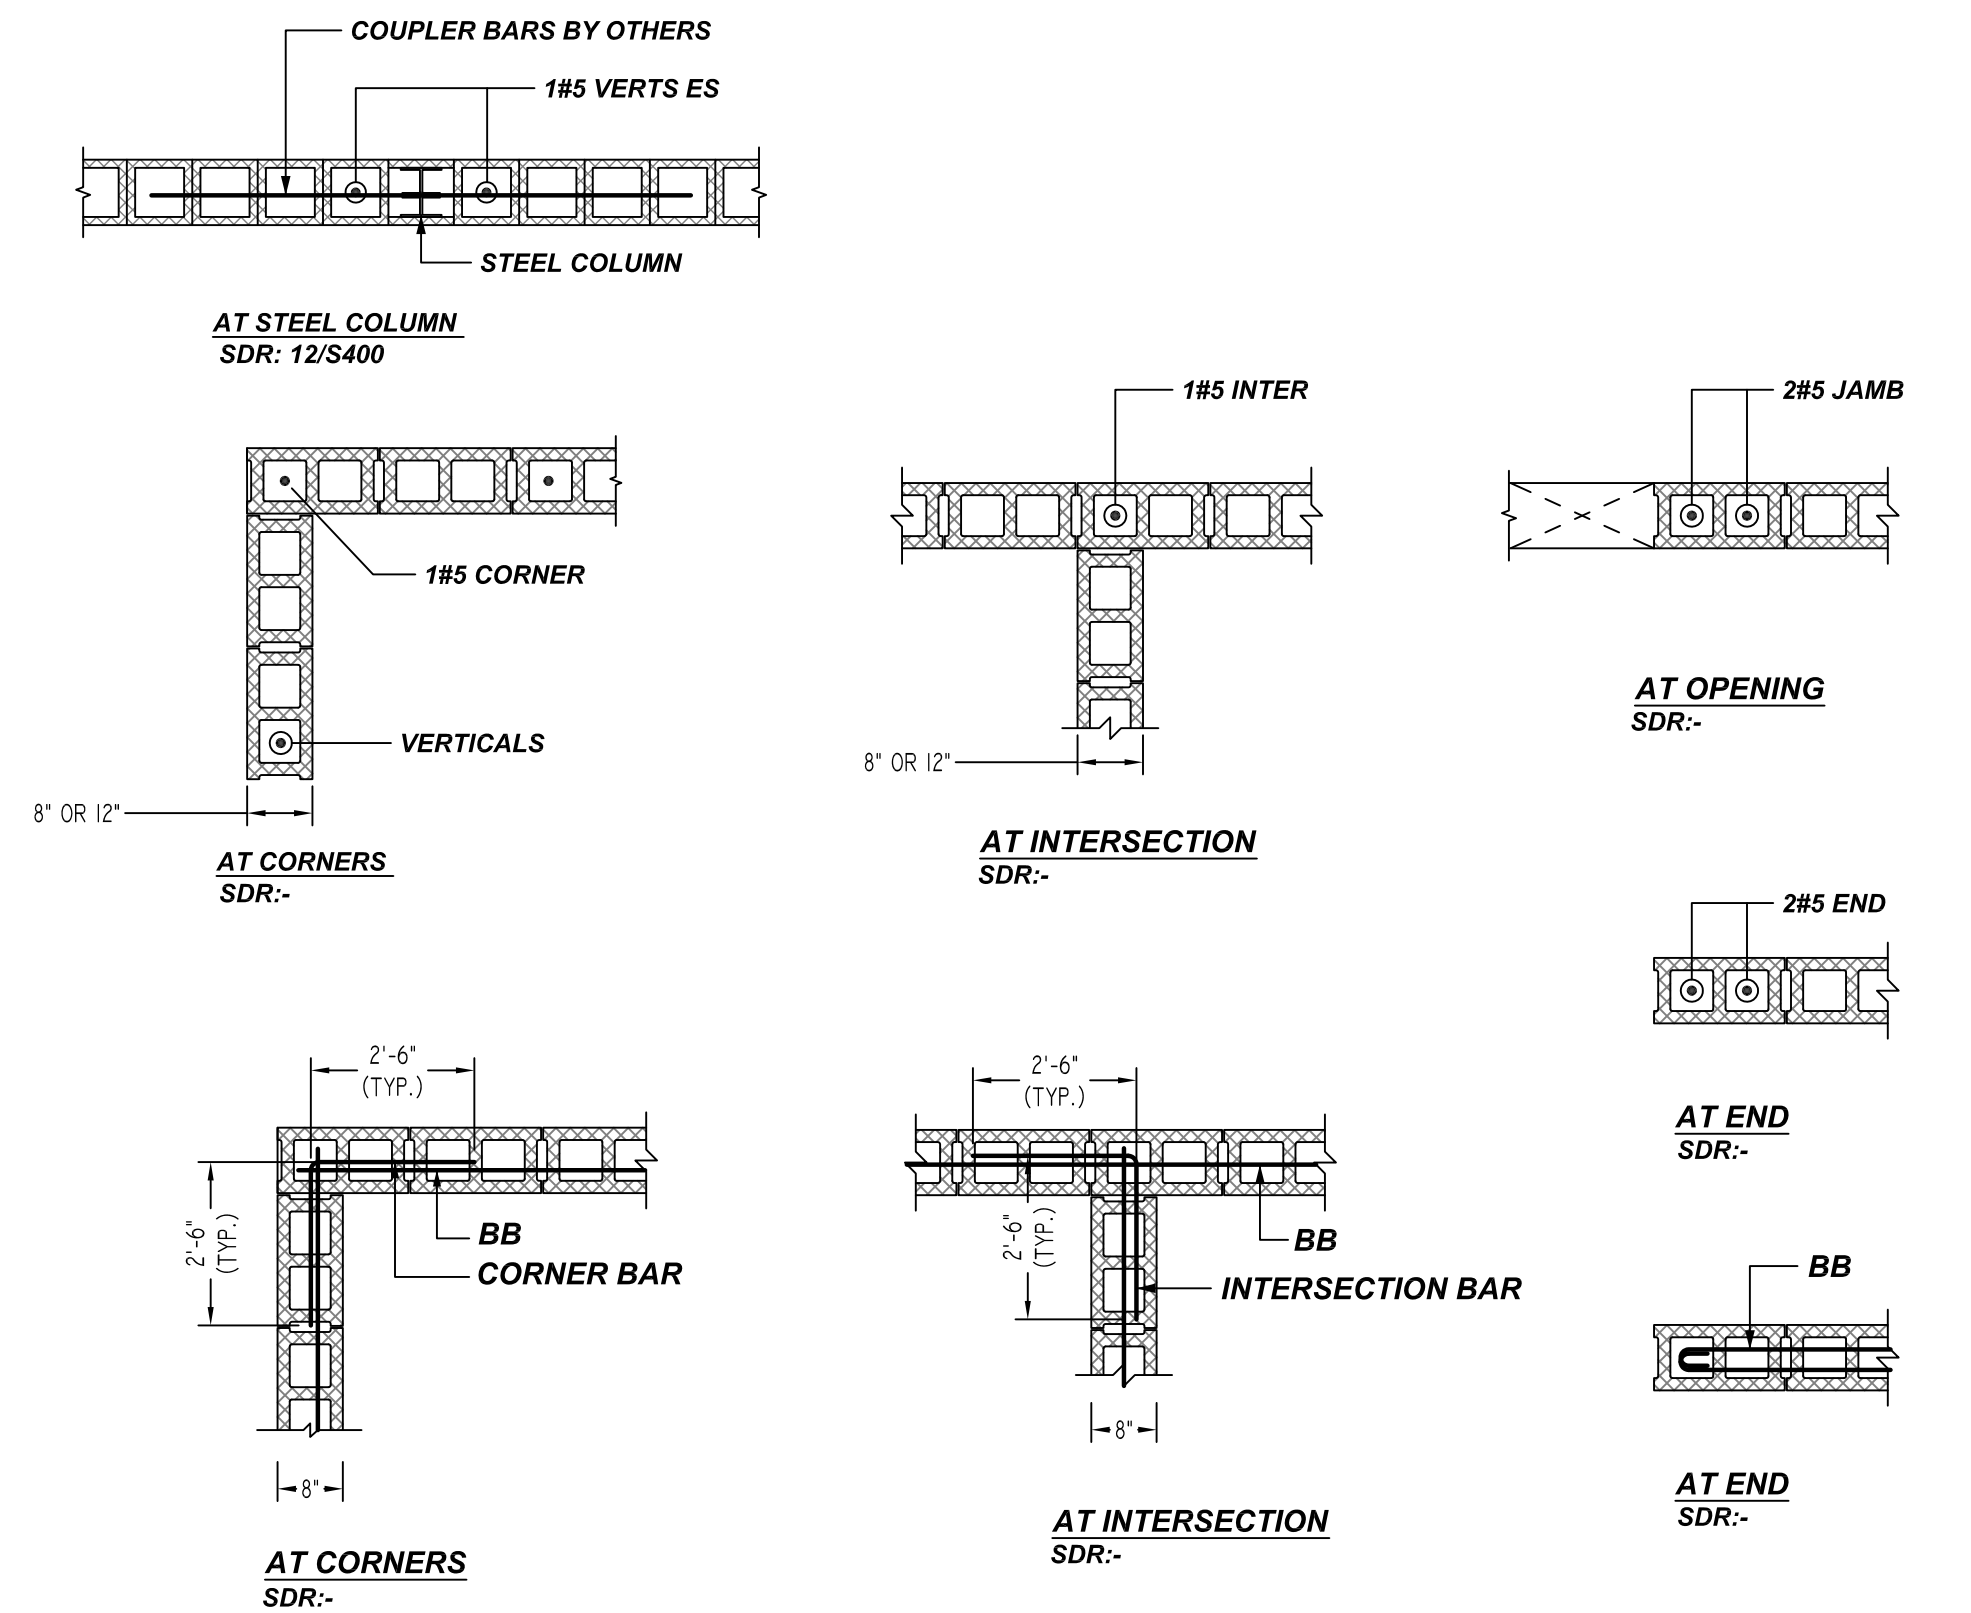 COUPLER BARS BY OTHERS
1#5 VERTS ES
STEEL COLUMN
AT STEEL COLUMN
SDR: 12/S400
1#5 CORNER
VERTICALS
8" OR 12"
AT CORNERS
SDR:-
1#5 INTER
8" OR 12"
AT INTERSECTION
SDR:-
2#5 JAMB
AT OPENING
SDR:-
2#5 END
AT END
SDR:-
2'-6"
(TYP.)
2'-6"
(TYP.)
BB
CORNER BAR
8"
AT CORNERS
SDR:-
2'-6"
(TYP.)
2'-6"
(TYP.)
BB
INTERSECTION BAR
8"
AT INTERSECTION
SDR:-
BB
AT END
SDR:-